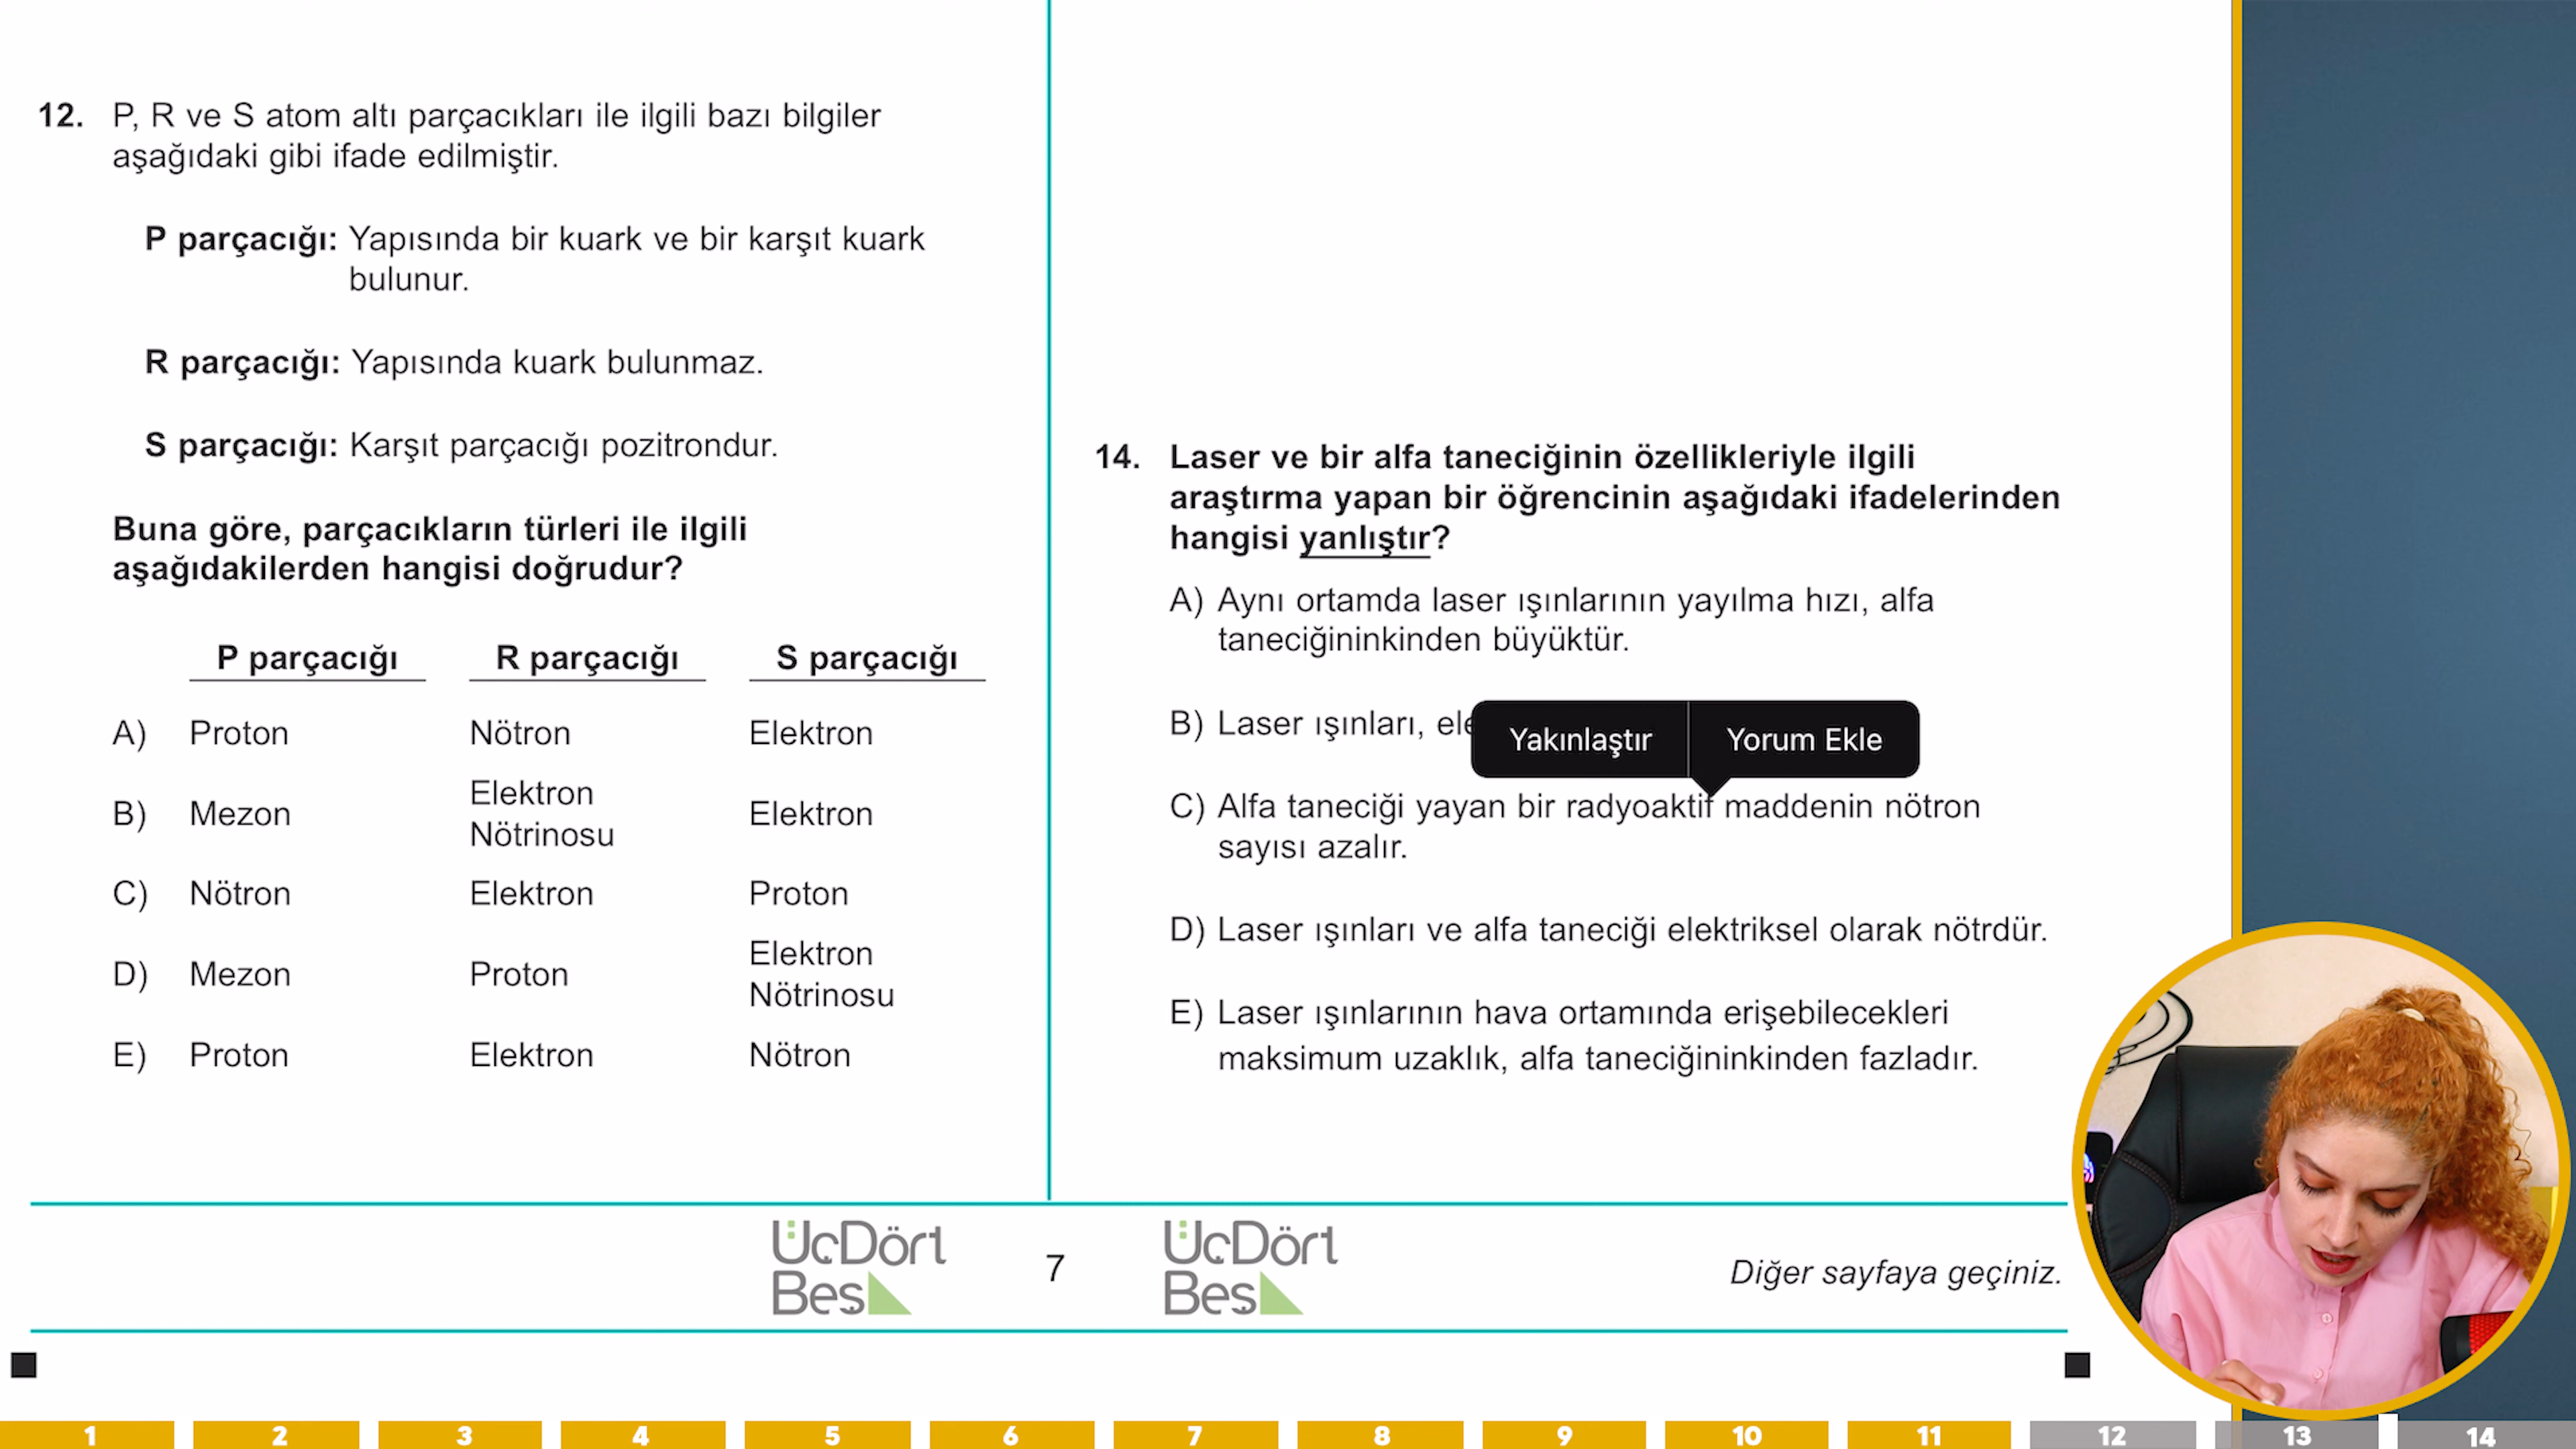 12. P, R ve S atom altı parçacıkları ile ilgili bazı bilgiler
aşağıdaki gibi ifade edilmiştir.
P parçacığı: Yapısında bir kuark ve bir karşıt kuark
bulunur.
R parçacığı: Yapısında kuark bulunmaz.
S parçacığı: Karşıt parçacığı pozitrondur.
Buna göre, parçacıkların türleri ile ilgili
aşağıdakilerden hangisi doğrudur?
P parçacığı R parçacığı S parçacığı
A) Proton Nötron Elektron
B) Mezon Elektron Nötrinosu Elektron
C) Nötron Elektron Proton
D) Mezon Proton Elektron Nötrinosu
E) Proton Elektron Nötron
14. Laser ve bir alfa taneciğinin özellikleriyle ilgili
araştırma yapan bir öğrencinin aşağıdaki ifadelerinden
hangisi yanlıştır?
A) Aynı ortamda laser ışınlarının yayılma hızı, alfa
taneciğininkinden büyüktür.
B) Laser ışınları,
Yakınlaştır Yorum Ekle
C) Alfa taneciği yayan bir radyoaktif maddenin nötron
sayısı azalır.
D) Laser ışınları ve alfa taneciği elektriksel olarak nötrdür.
E) Laser ışınlarının hava ortamında erişebilecekleri
maksimum uzaklık, alfa taneciğininkinden fazladır.
ÜçDört
Beş
7
ÜçDört
Beş
Diğer sayfaya geçiniz.
1 2 3 4 5 6 7 8 9 10 11 12 13 14